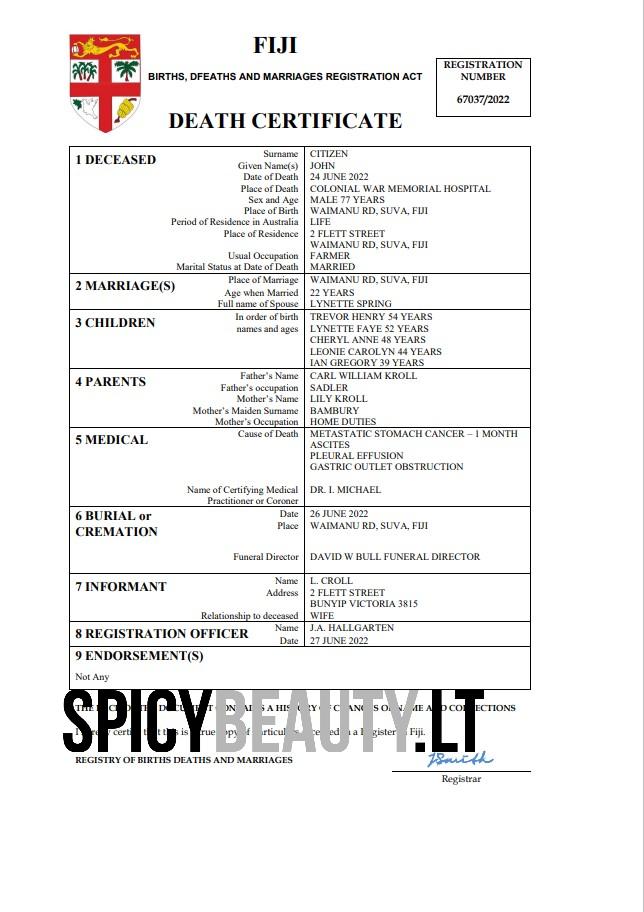 FIJI
BIRTHS, DFEATHS AND MARRIAGES REGISTRATION ACT
REGISTRATION
NUMBER
67037/2022
DEATH CERTIFICATE
1 DECEASED
Surname CITIZEN
Given Name(s) JOHN
Date of Death 24 JUNE 2022
Place of Death COLONIAL WAR MEMORIAL HOSPITAL
Sex and Age MALE 77 YEARS
Place of Birth WAIMANU RD, SUVA, FIJI
Period of Residence in Australia LIFE
Place of Residence 2 FLETT STREET
WAIMANU RD, SUVA, FIJI
Usual Occupation FARMER
Marital Status at Date of Death MARRIED
2 MARRIAGE(S)
Place of Marriage WAIMANU RD, SUVA, FIJI
Age when Married 22 YEARS
Full name of Spouse LYNETTE SPRING
3 CHILDREN
In order of birth TREVOR HENRY 54 YEARS
names and ages LYNETTE FAYE 52 YEARS
CHERYL ANNE 48 YEARS
LEONIE CAROLYN 44 YEARS
IAN GREGORY 39 YEARS
4 PARENTS
Father's Name CARL WILLIAM KROLL
Father's occupation SADLER
Mother's Name LILY KROLL
Mother's Maiden Surname BAMBURY
Mother's Occupation HOME DUTIES
5 MEDICAL
Cause of Death METASTATIC STOMACH CANCER – 1 MONTH
ASCITES
PLEURAL EFFUSION
GASTRIC OUTLET OBSTRUCTION
Name of Certifying Medical DR. I. MICHAEL
Practitioner or Coroner
6 BURIAL or
CREMATION
Date 26 JUNE 2022
Place WAIMANU RD, SUVA, FIJI
Funeral Director DAVID W BULL FUNERAL DIRECTOR
7 INFORMANT
Name L. CROLL
Address 2 FLETT STREET
BUNYIP VICTORIA 3815
Relationship to deceased WIFE
8 REGISTRATION OFFICER
Name J.A. HALLGARTEN
Date 27 JUNE 2022
9 ENDORSEMENT(S)
Not Any
SPICYBEAUTY.LT
THE A HISTORY OF CHANGES OF NAME AND CORRECTIONS
I certify that this is a true copy of particulars in a Register Fiji.
REGISTRY OF BIRTHS DEATHS AND MARRIAGES
JSmith
Registrar